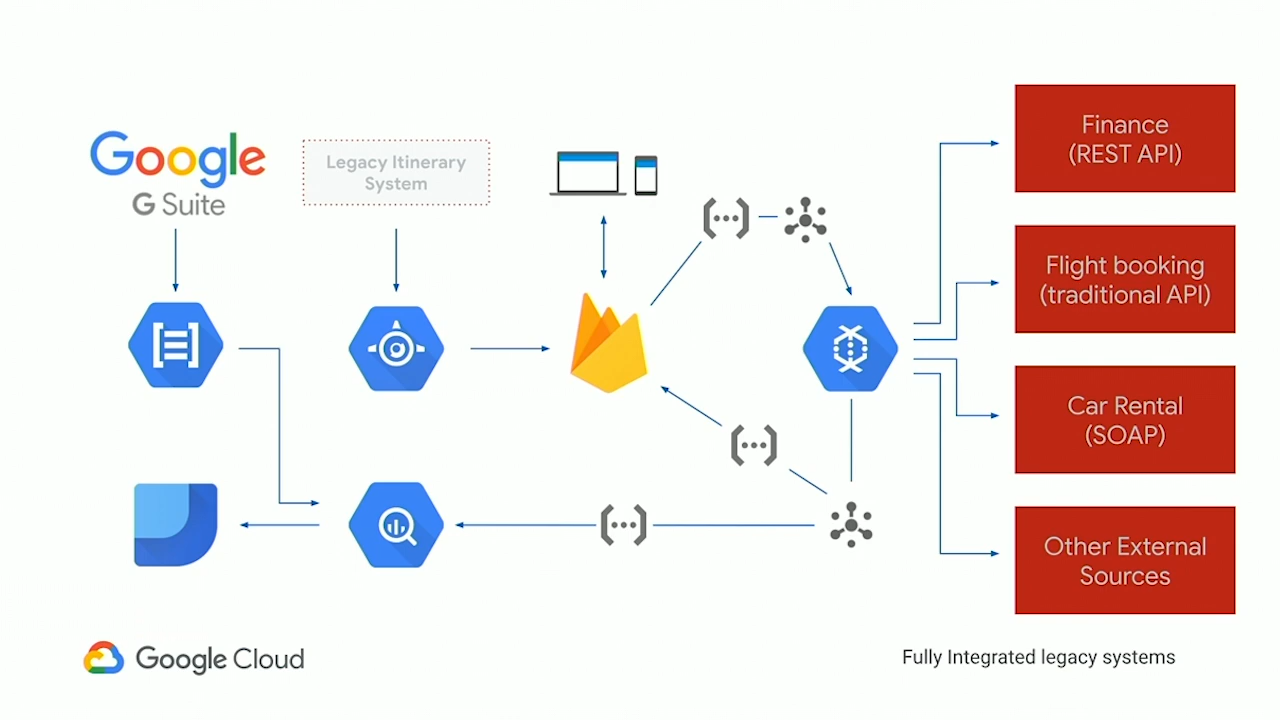 Google
G Suite
Legacy Itinerary
System
Finance
(REST API)
Flight booking
(traditional API)
Car Rental
(SOAP)
Other External
Sources
Google Cloud
Fully Integrated legacy systems